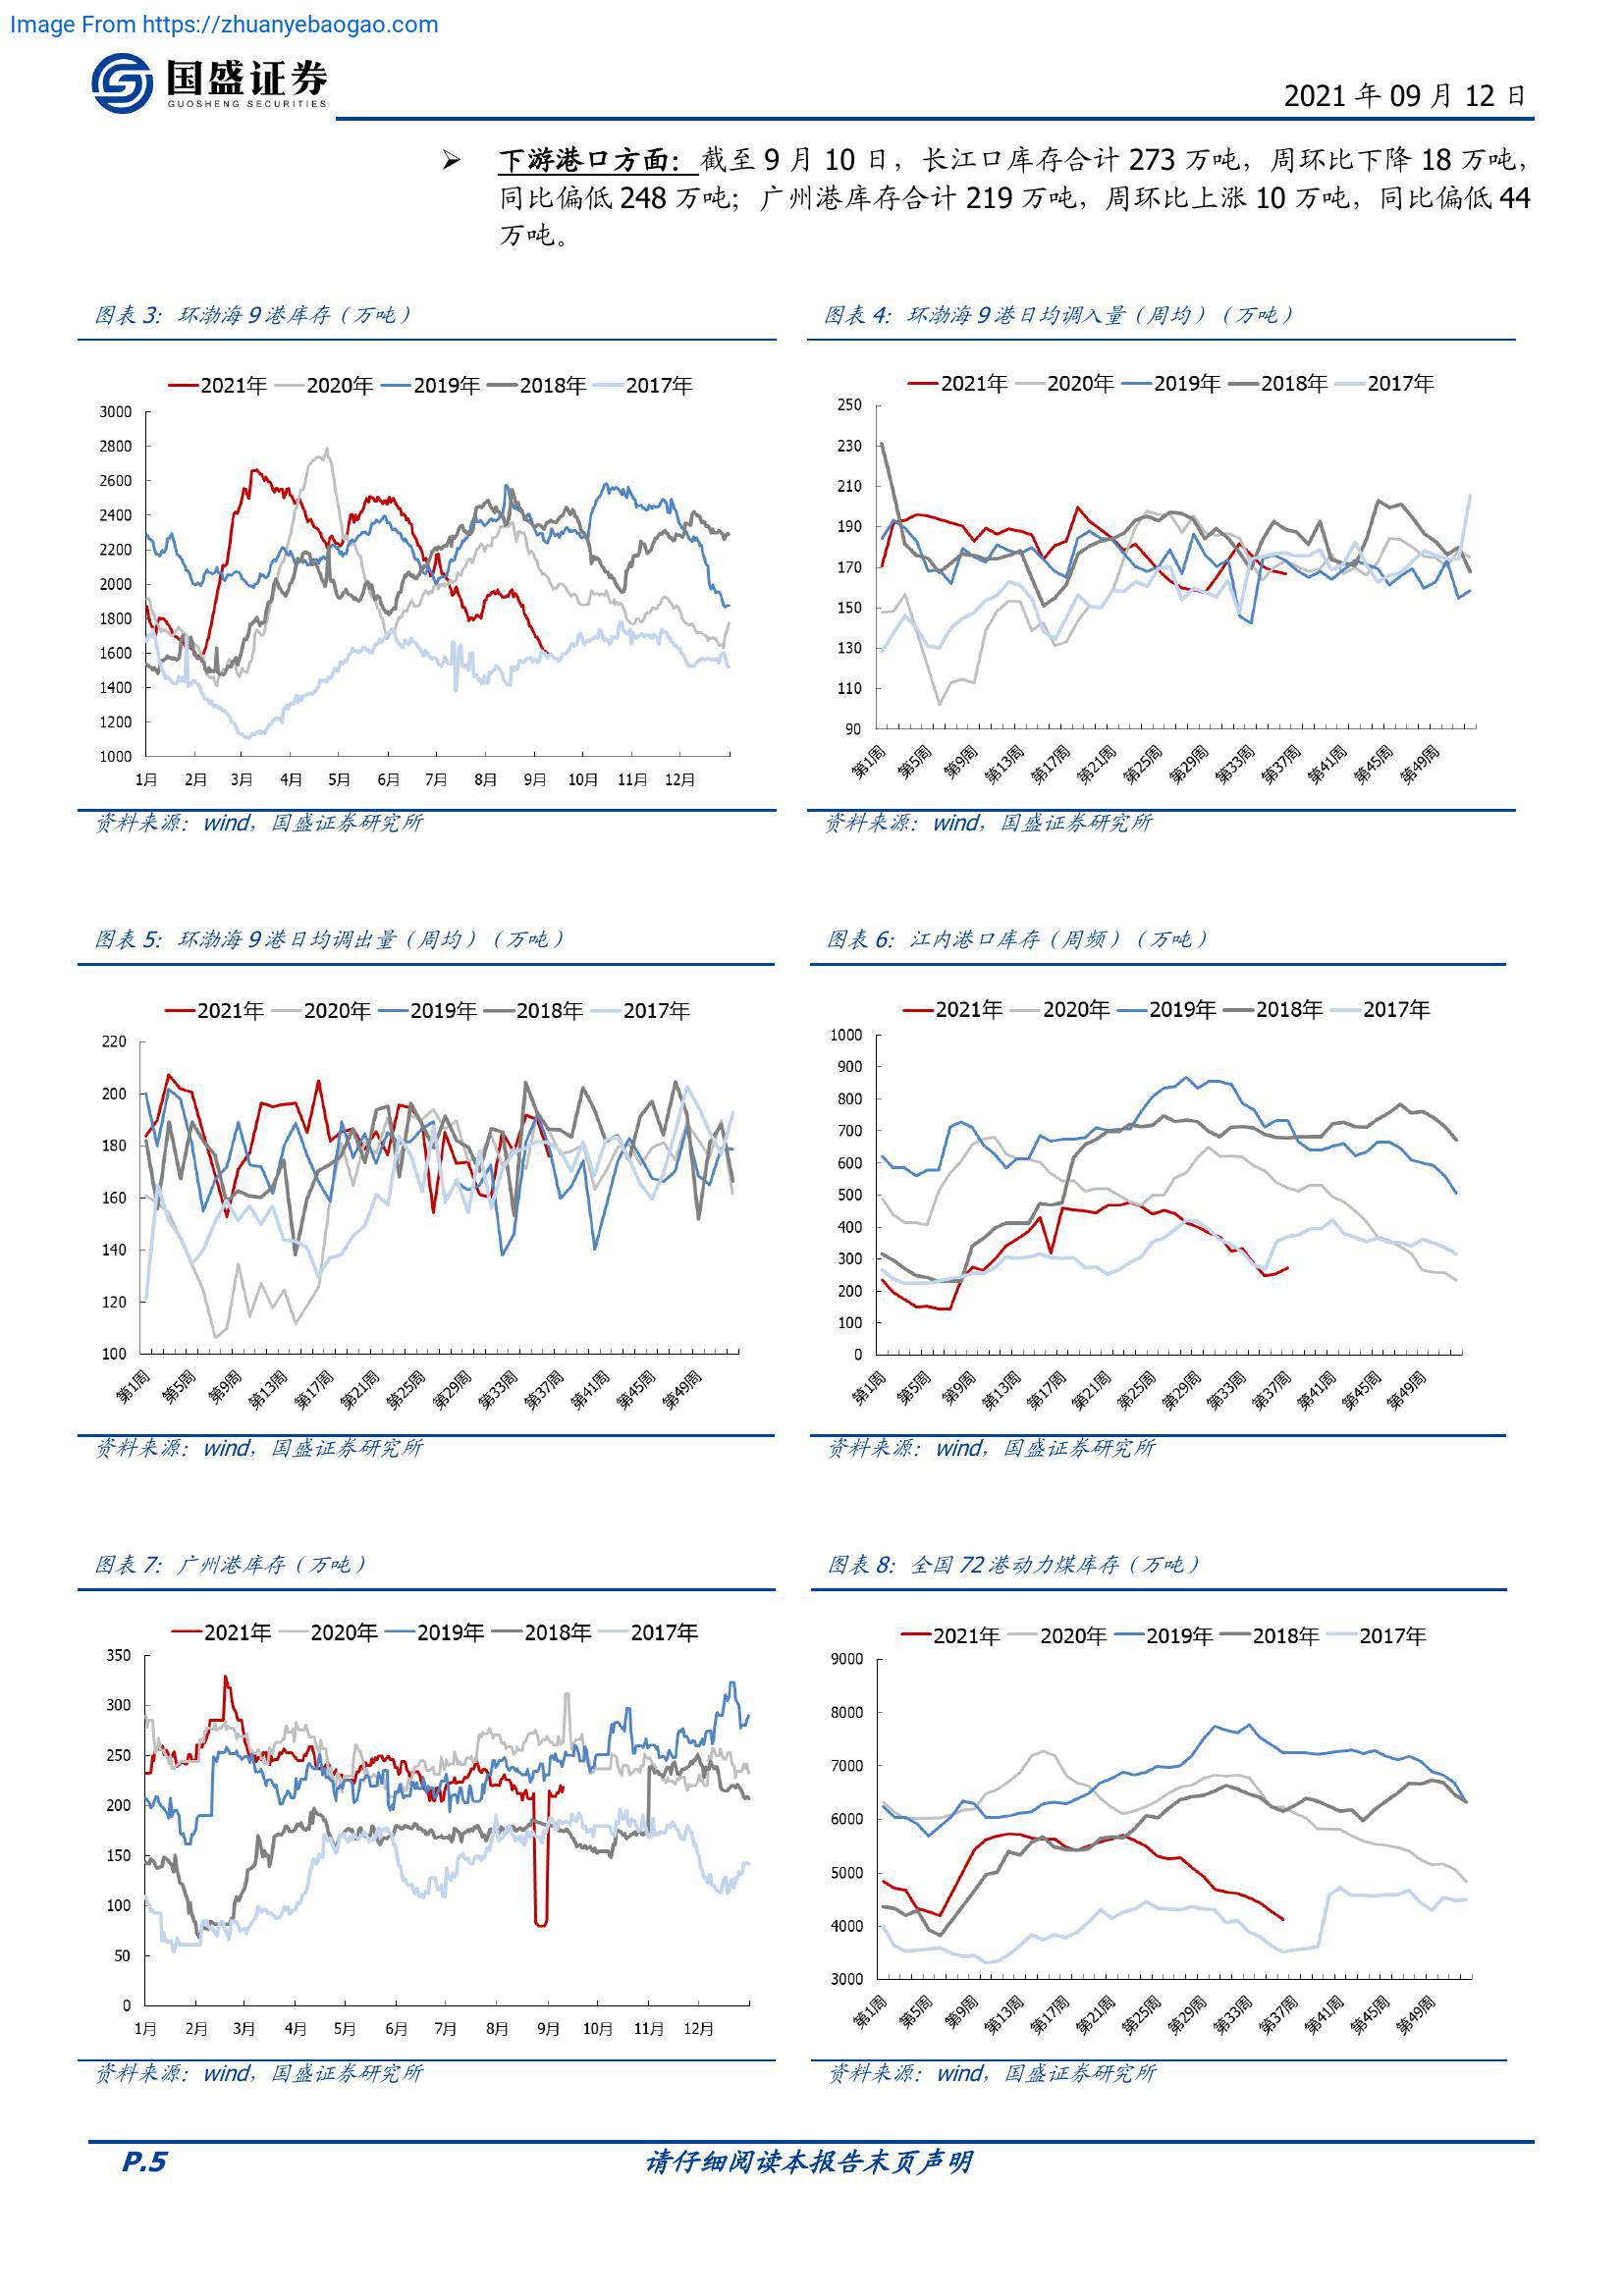 Image From https://zhuanyebaogao.com
国盛证券
GUOSHENG SECURITIES
2021 年 09 月 12 日
➢ 下游港口方面：截至 9 月 10 日，长江口库存合计 273 万吨，周环比下降 18 万吨，
同比偏低 248 万吨；广州港库存合计 219 万吨，周环比上涨 10 万吨，同比偏低 44
万吨。
图表 3：环渤海 9 港库存（万吨）
2021年 2020年 2019年 2018年 2017年
3000
2800
2600
2400
2200
2000
1800
1600
1400
1200
1000
1月 2月 3月 4月 5月 6月 7月 8月 9月 10月 11月 12月
资料来源：wind，国盛证券研究所
图表 4：环渤海 9 港日均调入量（周均）（万吨）
2021年 2020年 2019年 2018年 2017年
250
230
210
190
170
150
130
110
90
第1周 第5周 第9周 第13周 第17周 第21周 第25周 第29周 第33周 第37周 第41周 第45周 第49周
资料来源：wind，国盛证券研究所
图表 5：环渤海 9 港日均调出量（周均）（万吨）
2021年 2020年 2019年 2018年 2017年
220
200
180
160
140
120
100
第1周 第5周 第9周 第13周 第17周 第21周 第25周 第29周 第33周 第37周 第41周 第45周 第49周
资料来源：wind，国盛证券研究所
图表 6：江内港口库存（周频）（万吨）
2021年 2020年 2019年 2018年 2017年
1000
900
800
700
600
500
400
300
200
100
0
第1周 第5周 第9周 第13周 第17周 第21周 第25周 第29周 第33周 第37周 第41周 第45周 第49周
资料来源：wind，国盛证券研究所
图表 7：广州港库存（万吨）
2021年 2020年 2019年 2018年 2017年
350
300
250
200
150
100
50
0
1月 2月 3月 4月 5月 6月 7月 8月 9月 10月 11月 12月
资料来源：wind，国盛证券研究所
图表 8：全国 72 港动力煤库存（万吨）
2021年 2020年 2019年 2018年 2017年
9000
8000
7000
6000
5000
4000
3000
第1周 第5周 第9周 第13周 第17周 第21周 第25周 第29周 第33周 第37周 第41周 第45周 第49周
资料来源：wind，国盛证券研究所
P.5
请仔细阅读本报告末页声明